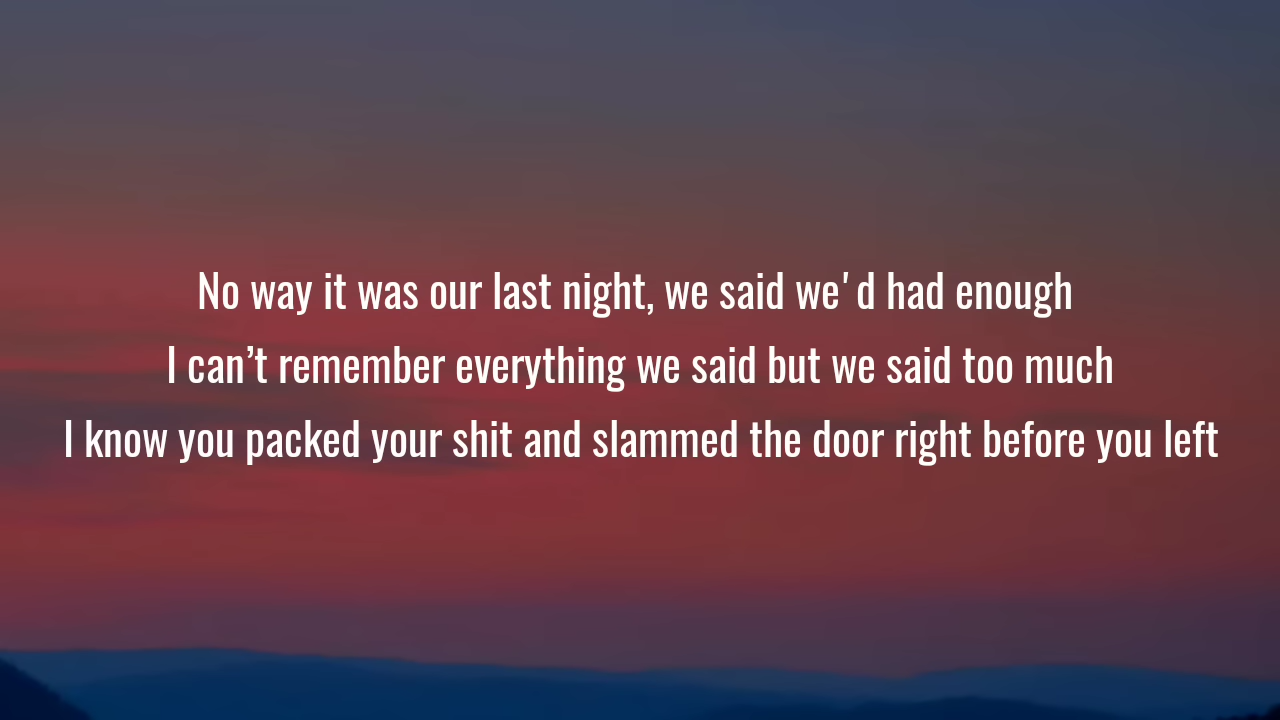 No way it was our last night, we said we'd had enough
I can’t remember everything we said but we said too much
I know you packed your shit and slammed the door right before you left